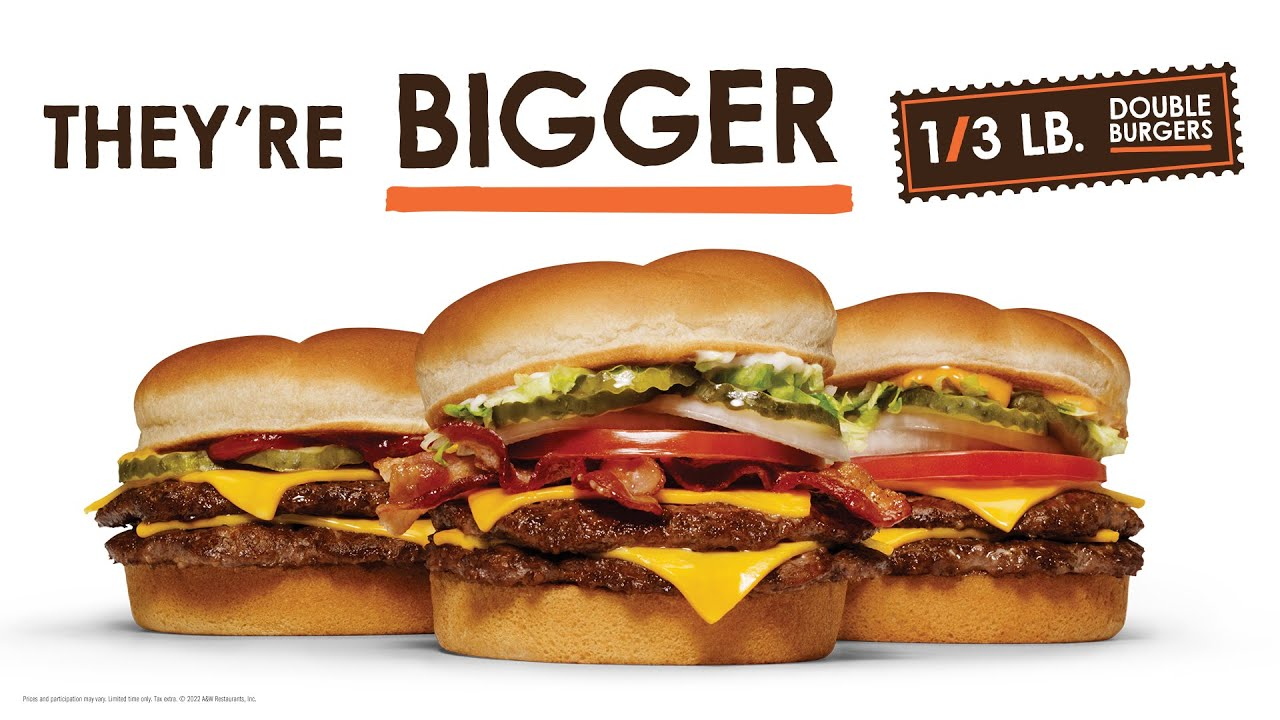 THEY'RE BIGGER
1/3 LB. DOUBLE BURGERS
Prices and participation may vary. Limited time only. Tax extra. © 2022 A&W Restaurants, Inc.